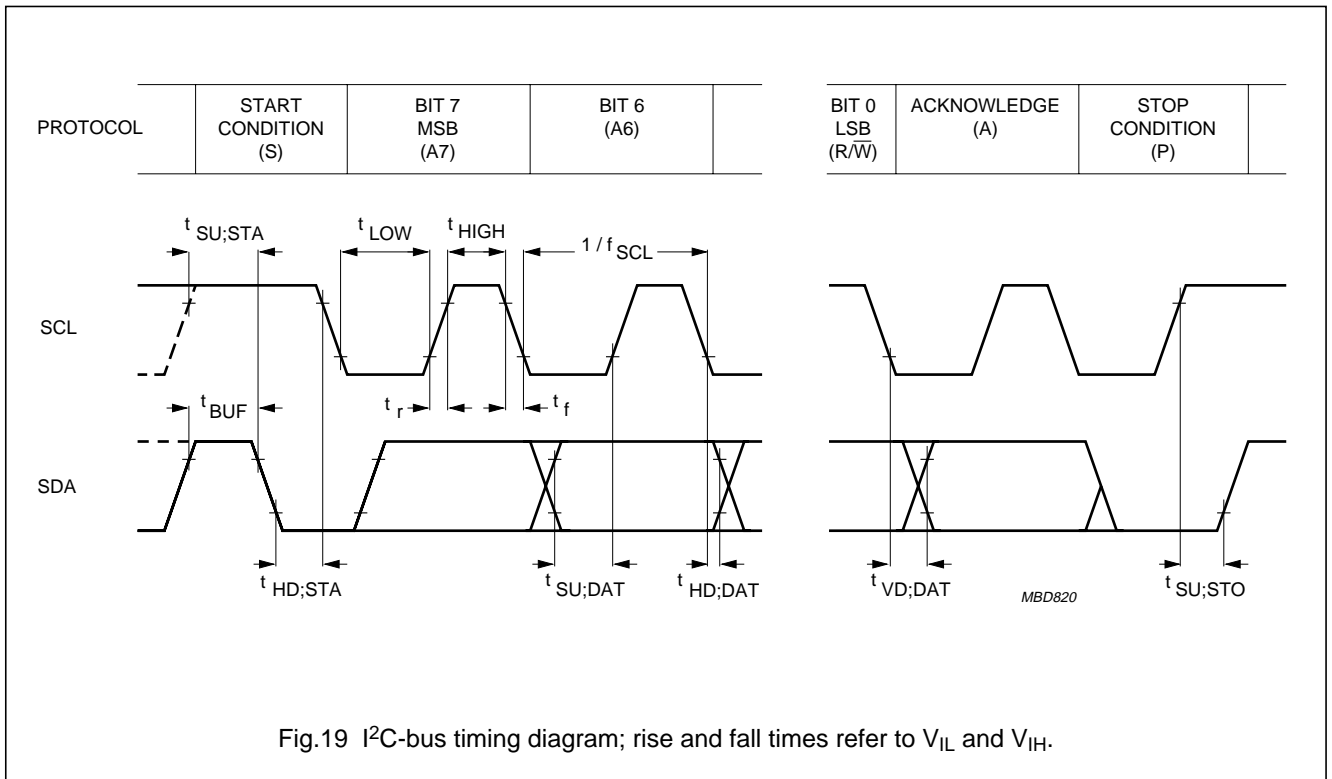 PROTOCOL
START
CONDITION
(S)
BIT 7
MSB
(A7)
BIT 6
(A6)
BIT 0
LSB
(R/W̅)
ACKNOWLEDGE
(A)
STOP
CONDITION
(P)
t SU;STA
t LOW
t HIGH
1 / f SCL
SCL
t BUF
t r
t f
SDA
t HD;STA
t SU;DAT
t HD;DAT
t VD;DAT
MBD820
t SU;STO
Fig.19 I²C-bus timing diagram; rise and fall times refer to VIL and VIH.